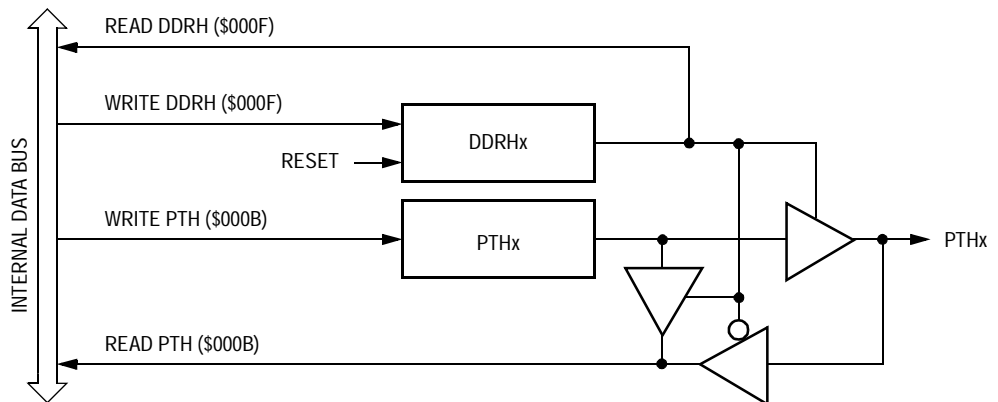 READ DDRH ($000F)
WRITE DDRH ($000F)
DDRHx
RESET
WRITE PTH ($000B)
PTHx
PTHx
READ PTH ($000B)
INTERNAL DATA BUS